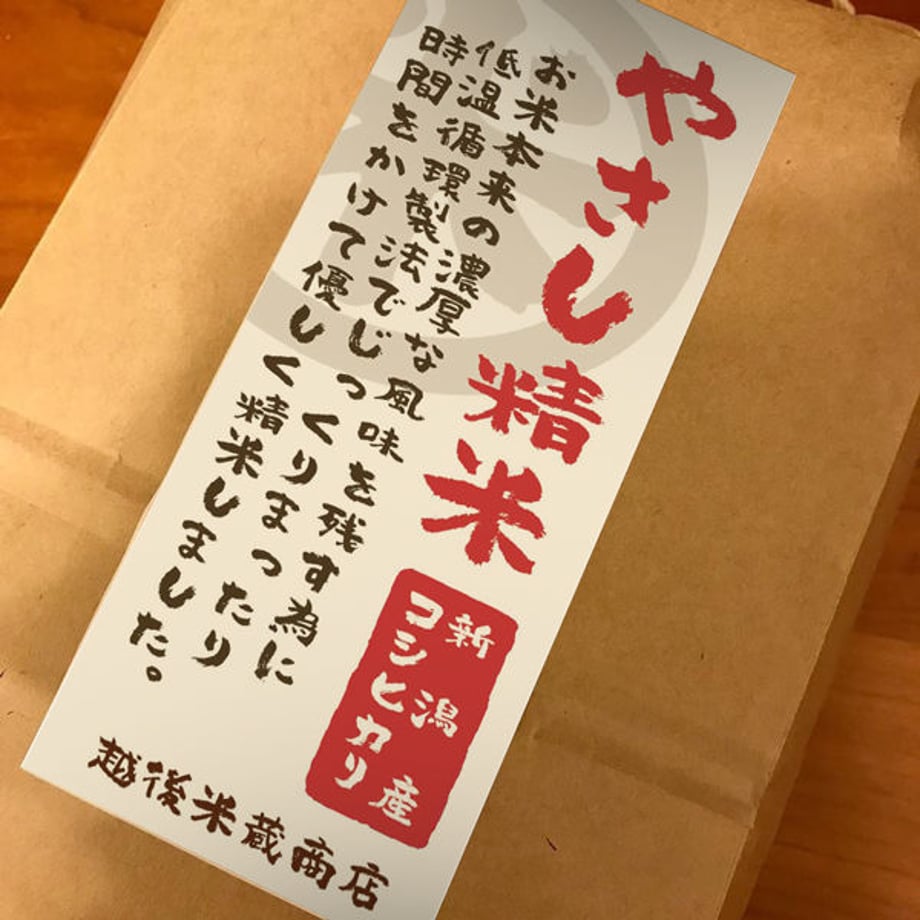 やさし精米
お米本来の濃厚な風味を残す為に
低温循環製法でじっくりまったり
時間をかけて優しく精米しました。
新潟産
コシヒカリ
越後米蔵商店